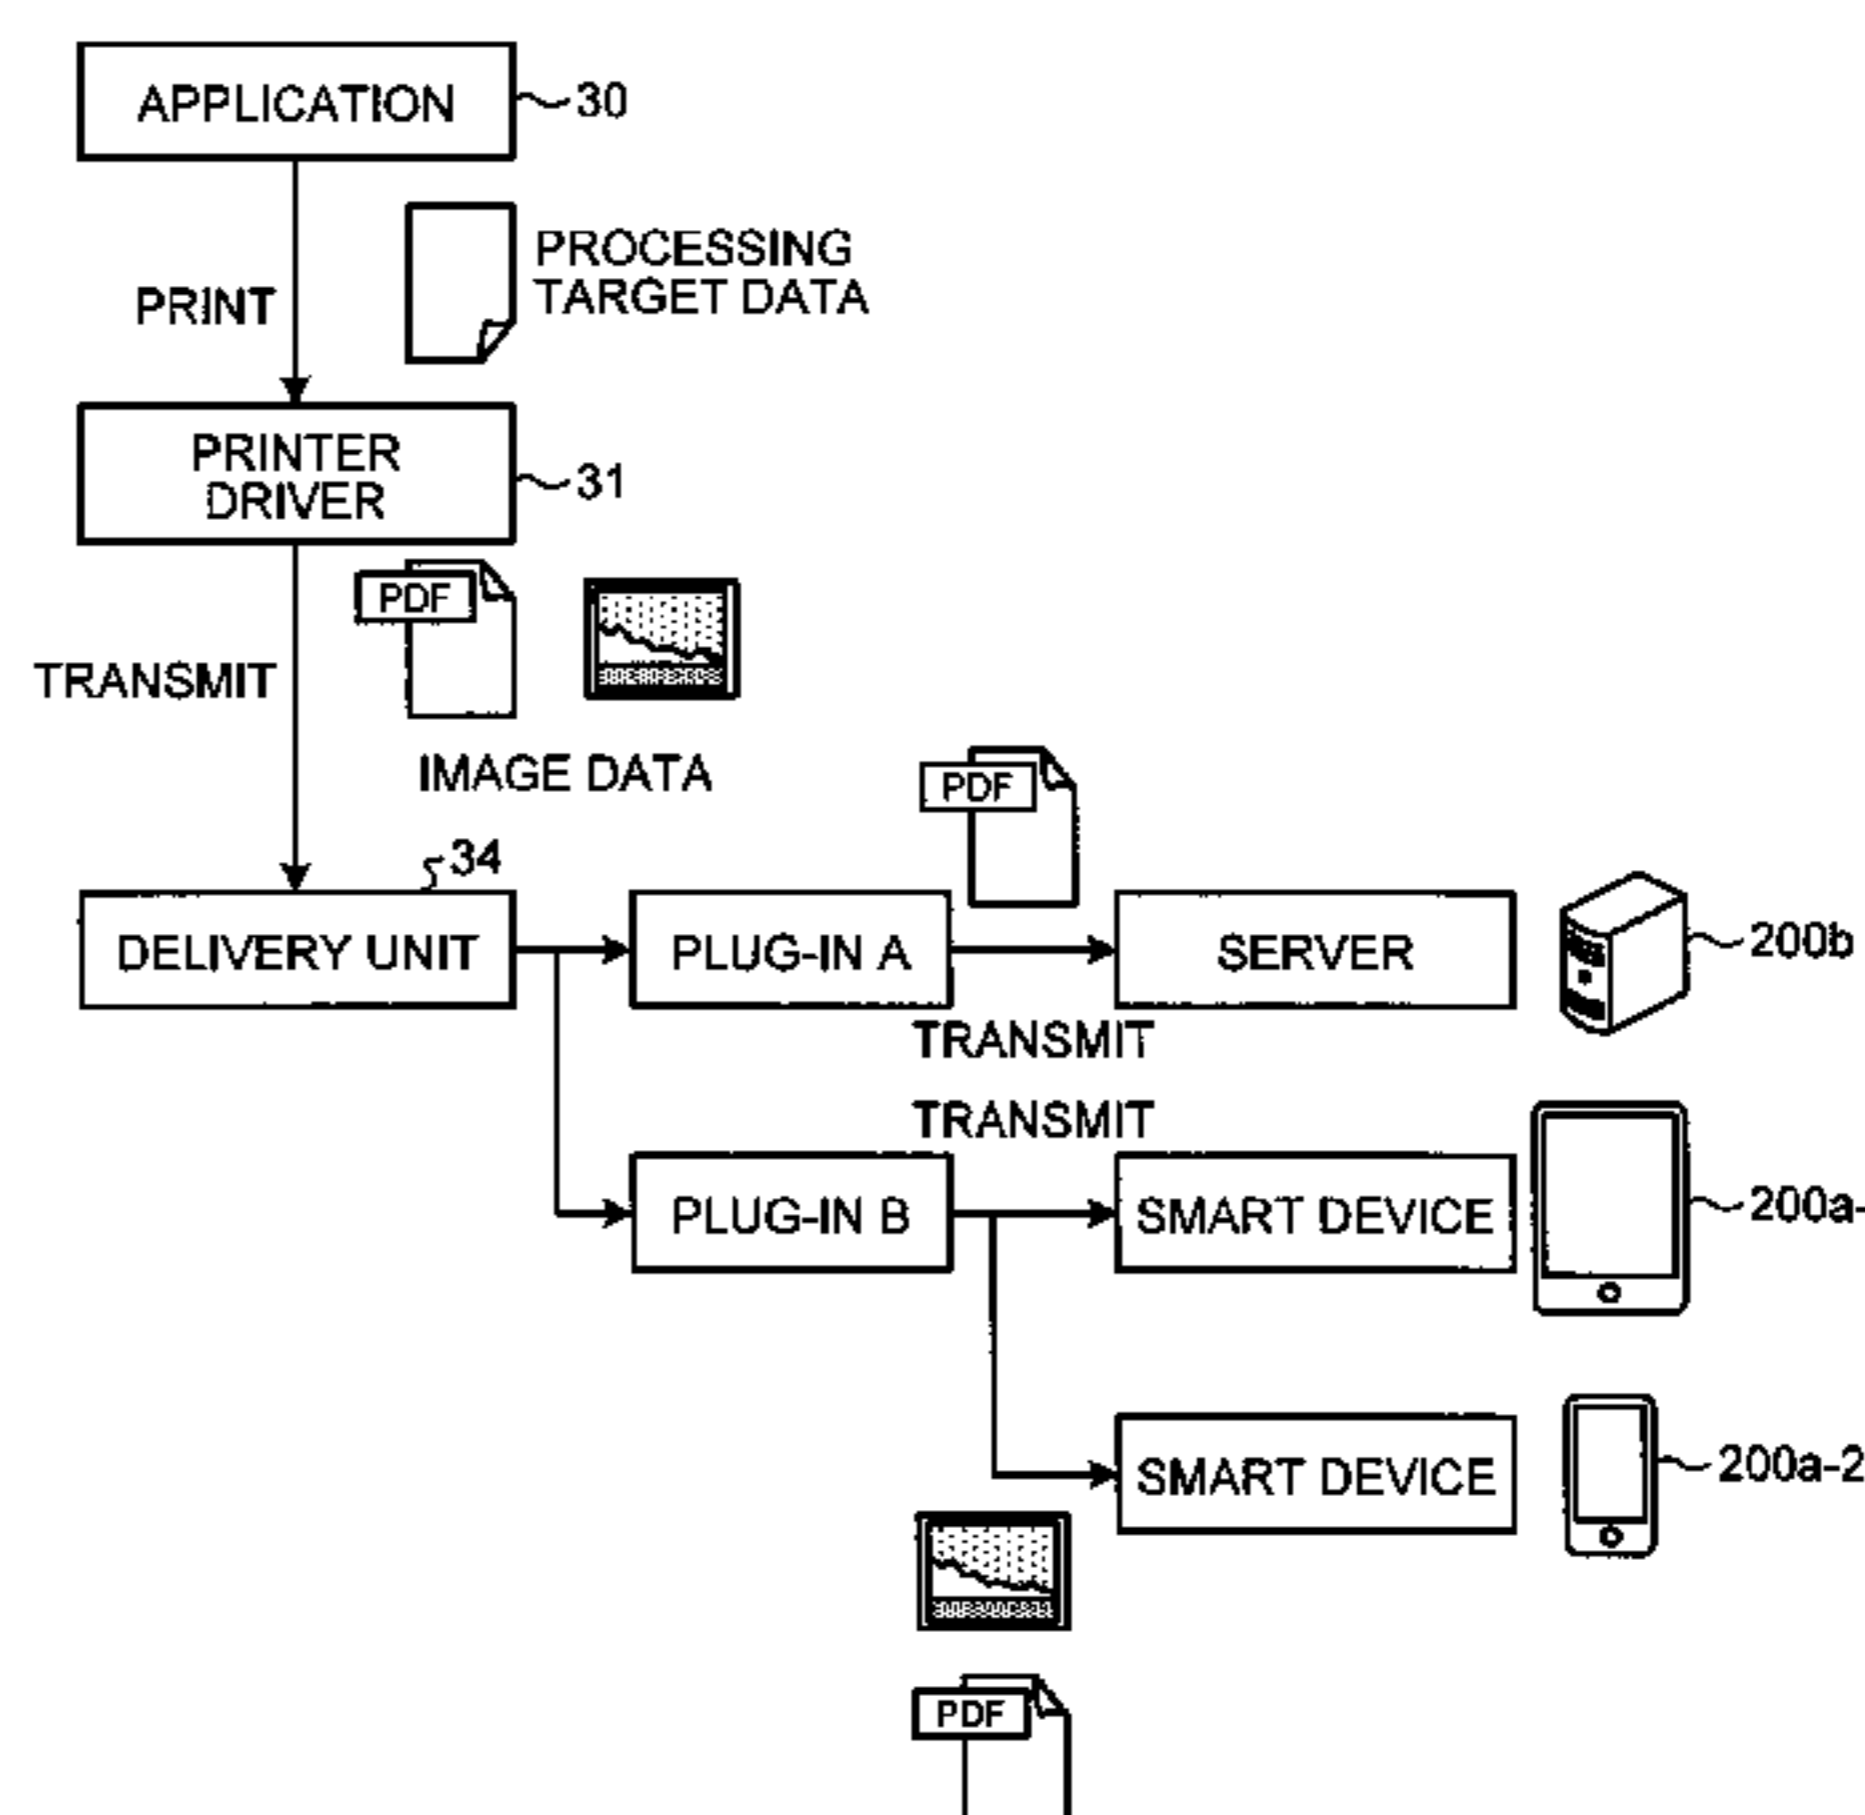 APPLICATION
30
PROCESSING
TARGET DATA
PRINT
PRINTER
DRIVER
31
PDF
TRANSMIT
IMAGE DATA
PDF
34
DELIVERY UNIT
PLUG-IN A
SERVER
200b
TRANSMIT
TRANSMIT
PLUG-IN B
SMART DEVICE
200a-
SMART DEVICE
200a-2
PDF